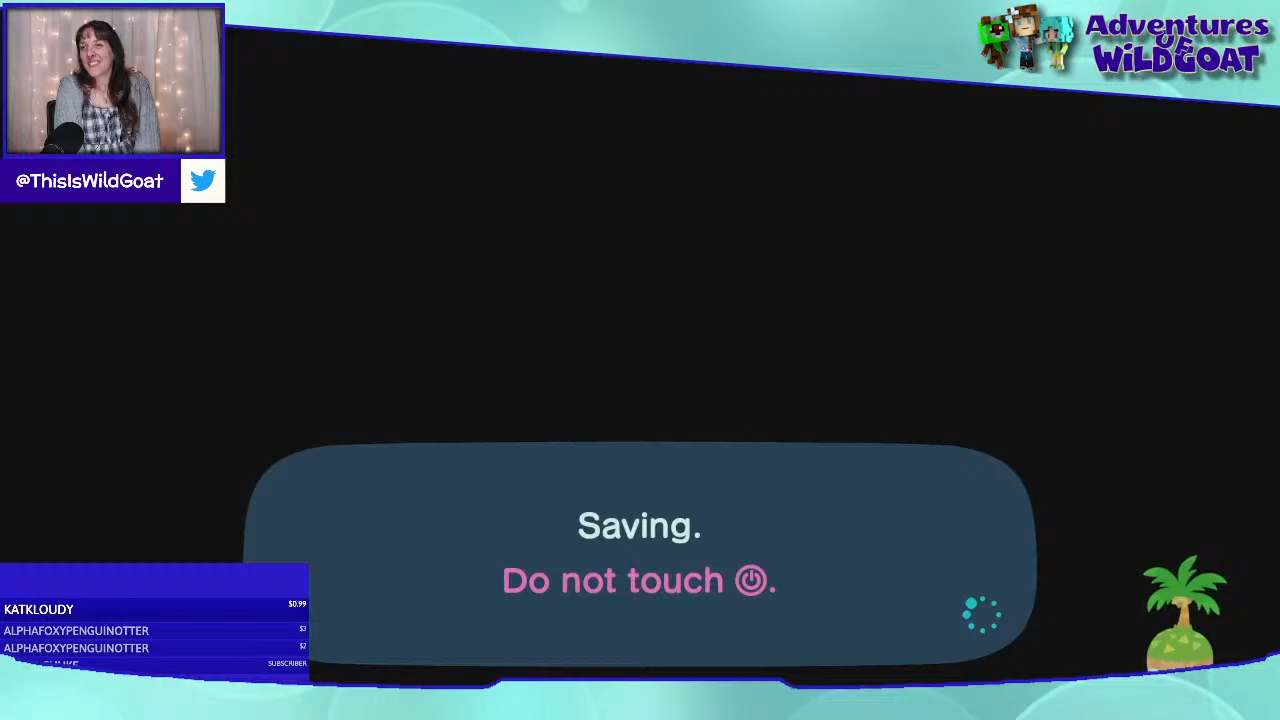 Adventures
OF
WiLDGOAT
@ThisIsWildGoat
Saving.
Do not touch ⏻.
KATKLOUDY $0.99
ALPHAFOXYPENGUINOTTER $3
ALPHAFOXYPENGUINOTTER $2
SUBSCRIBER